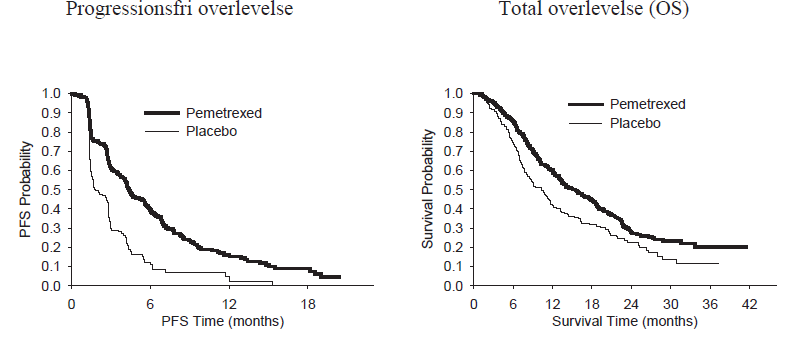 Progressionsfri overlevelse
Total overlevelse (OS)
PFS Probability
1.0
0.9
0.8
0.7
0.6
0.5
0.4
0.3
0.2
0.1
0.0
Pemetrexed
Placebo
0 6 12 18
PFS Time (months)
Survival Probability
1.0
0.9
0.8
0.7
0.6
0.5
0.4
0.3
0.2
0.1
0.0
Pemetrexed
Placebo
0 6 12 18 24 30 36 42
Survival Time (months)